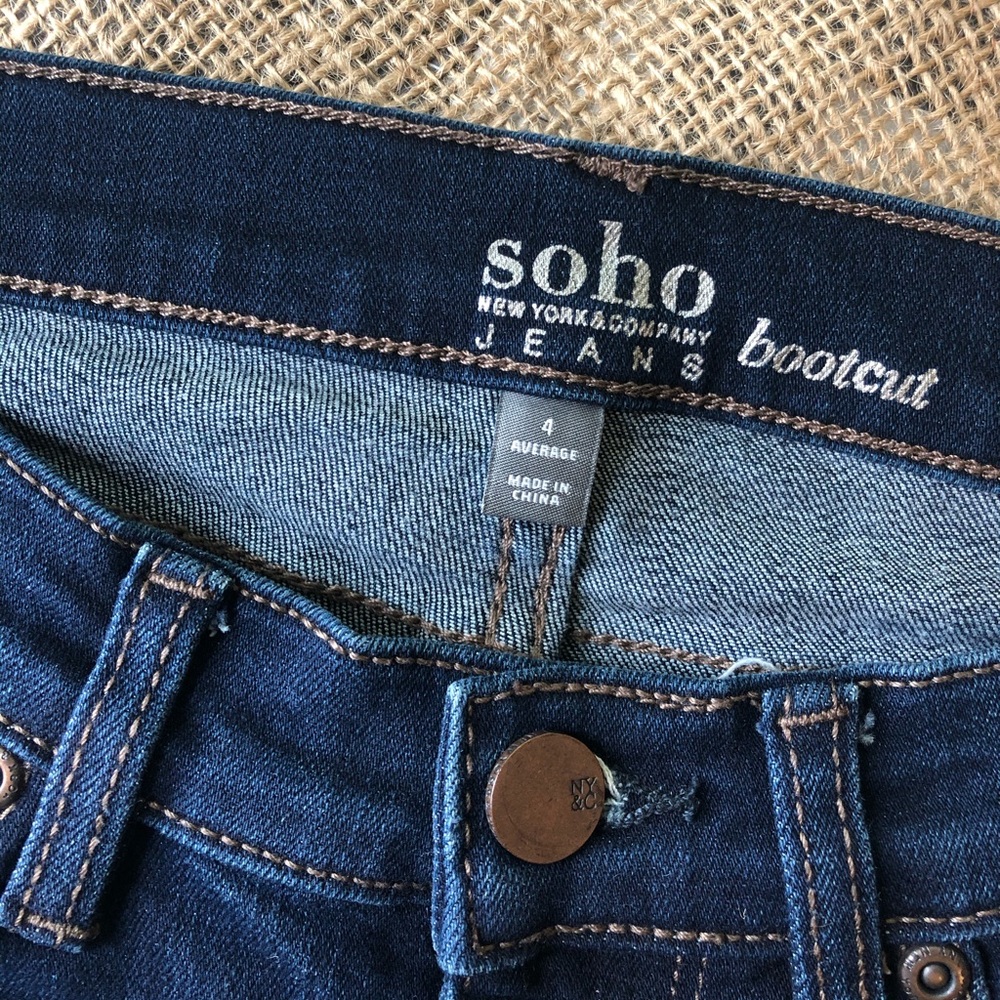 soho
NEW YORK & COMPANY
JEANS
bootcut
4
AVERAGE
MADE IN
CHINA
NY
&C